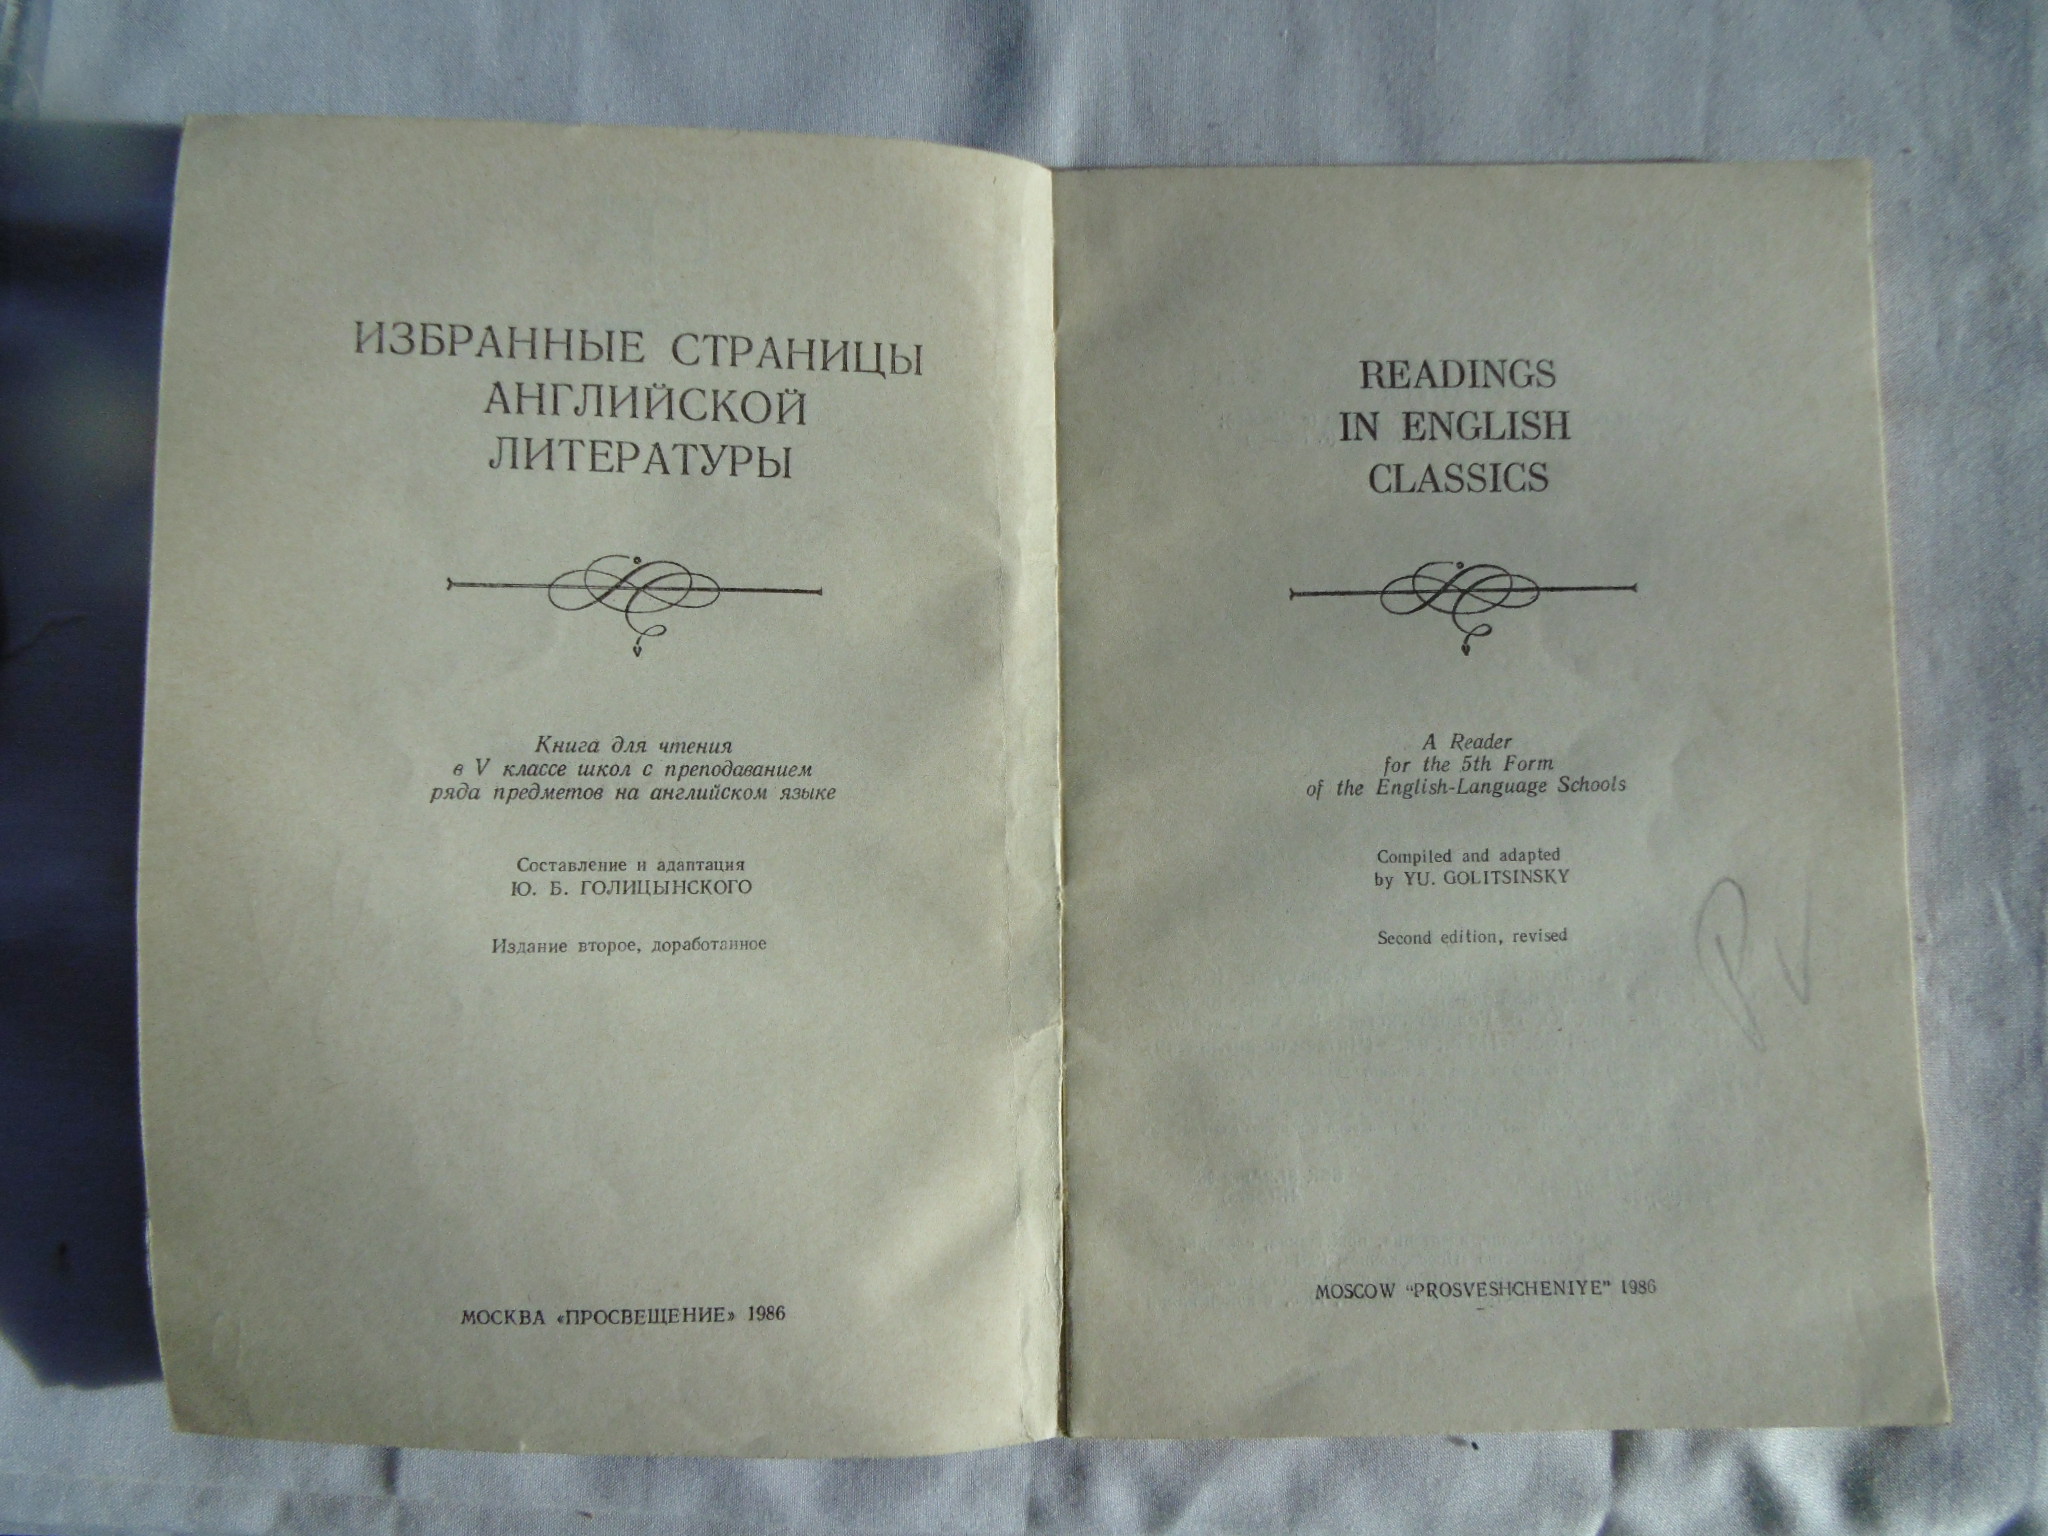 ИЗБРАННЫЕ СТРАНИЦЫ
АНГЛИЙСКОЙ
ЛИТЕРАТУРЫ
Книга для чтения
в V классе школ с преподаванием
ряда предметов на английском языке
Составление и адаптация
Ю. Б. ГОЛИЦЫНСКОГО
Издание второе, доработанное
МОСКВА «ПРОСВЕЩЕНИЕ» 1986
READINGS
IN ENGLISH
CLASSICS
A Reader
for the 5th Form
of the English-Language Schools
Compiled and adapted
by YU. GOLITSINSKY
Second edition, revised
MOSCOW “PROSVESHCHENIYE” 1986